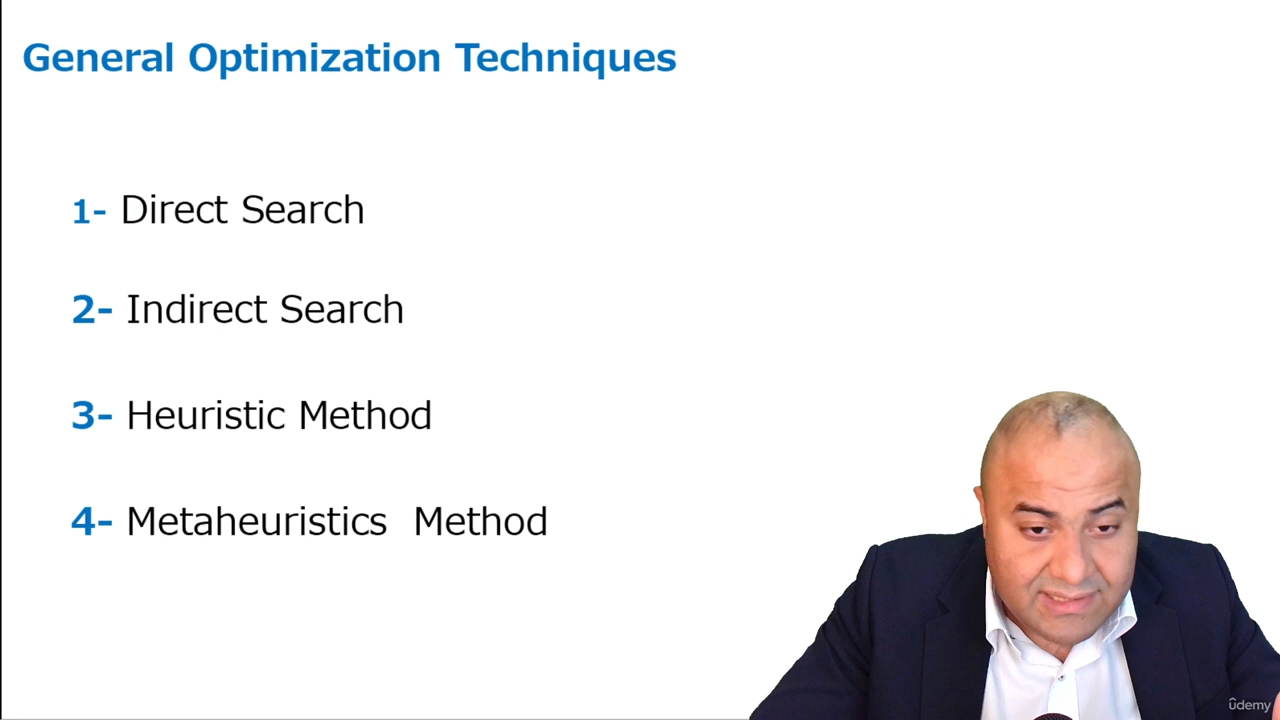 General Optimization Techniques
1- Direct Search
2- Indirect Search
3- Heuristic Method
4- Metaheuristics Method
ûdemy